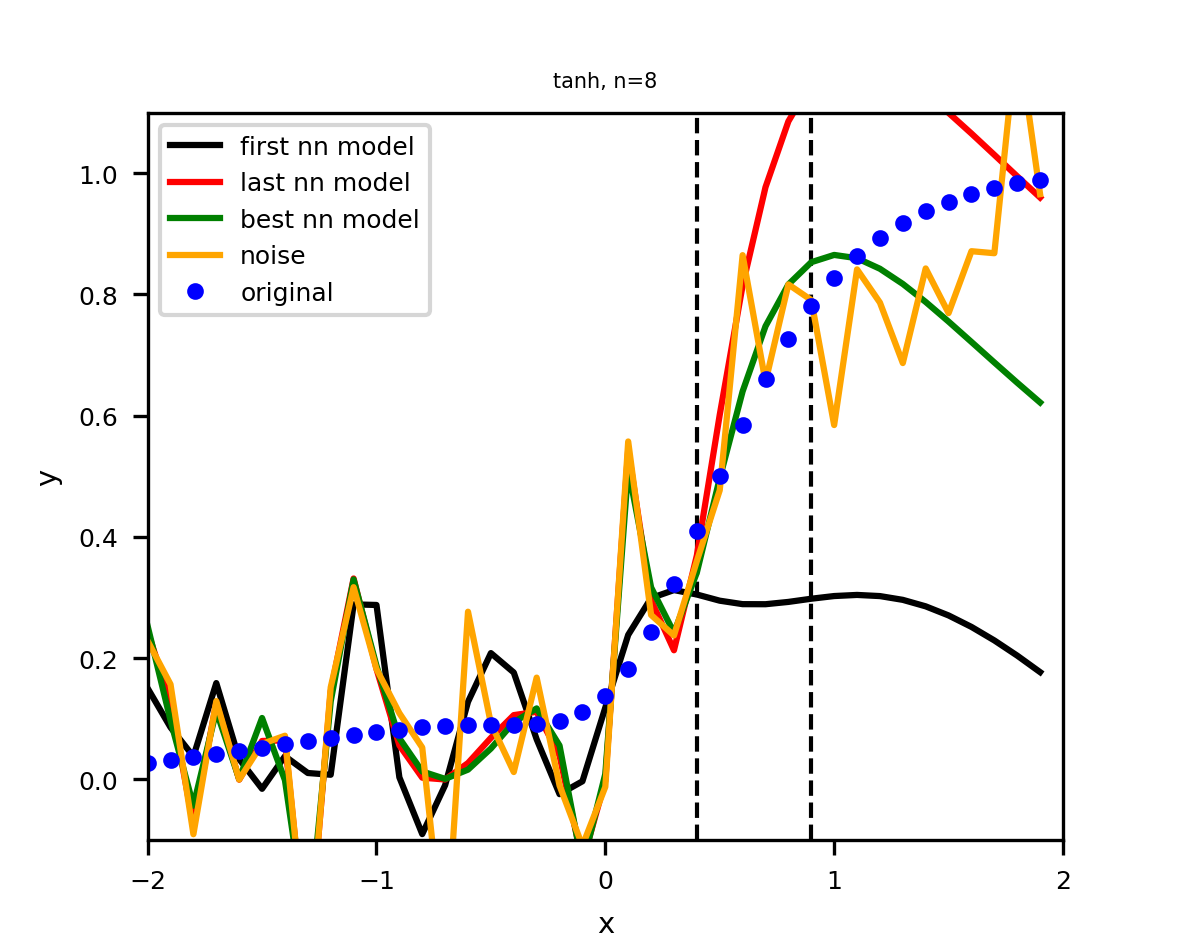 tanh, n=8
first nn model
last nn model
best nn model
noise
original
1.0
0.8
0.6
0.4
0.2
0.0
y
−2
−1
0
1
2
x